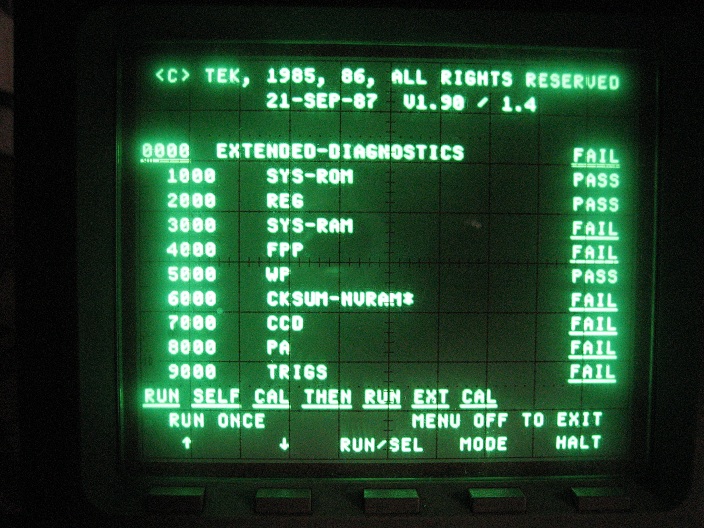 <C> TEK, 1985, 86, ALL RIGHTS RESERVED
21-SEP-87 V1.90 / 1.4
0000 EXTENDED-DIAGNOSTICS FAIL
1000 SYS-ROM PASS
2000 REG PASS
3000 SYS-RAM FAIL
4000 FPP FAIL
5000 WP PASS
6000 CKSUM-NVRAM* FAIL
7000 CCD FAIL
8000 PA FAIL
9000 TRIGS FAIL
RUN SELF CAL THEN RUN EXT CAL
RUN ONCE MENU OFF TO EXIT
↑ ↓ RUN/SEL MODE HALT